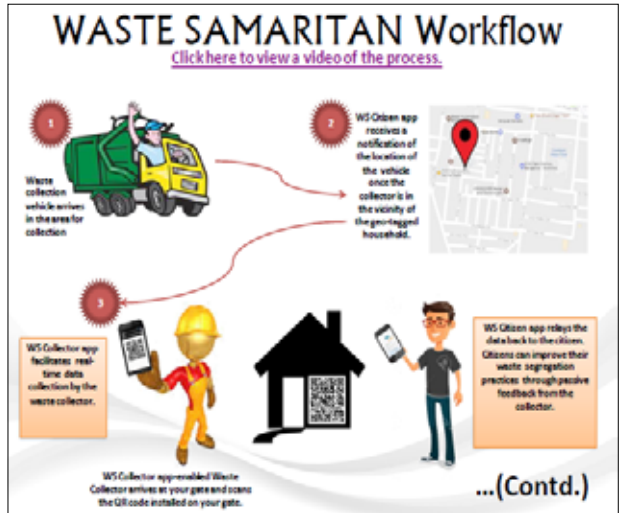 WASTE SAMARITAN Workflow
Click here to view a video of the process.
1
Waste
collection
vehicle arrives
in the area for
collection
2
WS Citizen app
receives a
notification of
the location of
the vehicle
once the
collector is in
the vicinity of
the geo-tagged
household.
3
WS Collector app
facilitates real-
time data
collection by the
waste collector.
WS Collector app-enabled Waste
Collector arrives at your gate and scans
the QR code installed on your gate.
WS Citizen app relays the
data back to the citizen.
Citizens can improve their
waste segregation
practices through passive
feedback from the
collector.
...(Contd.)